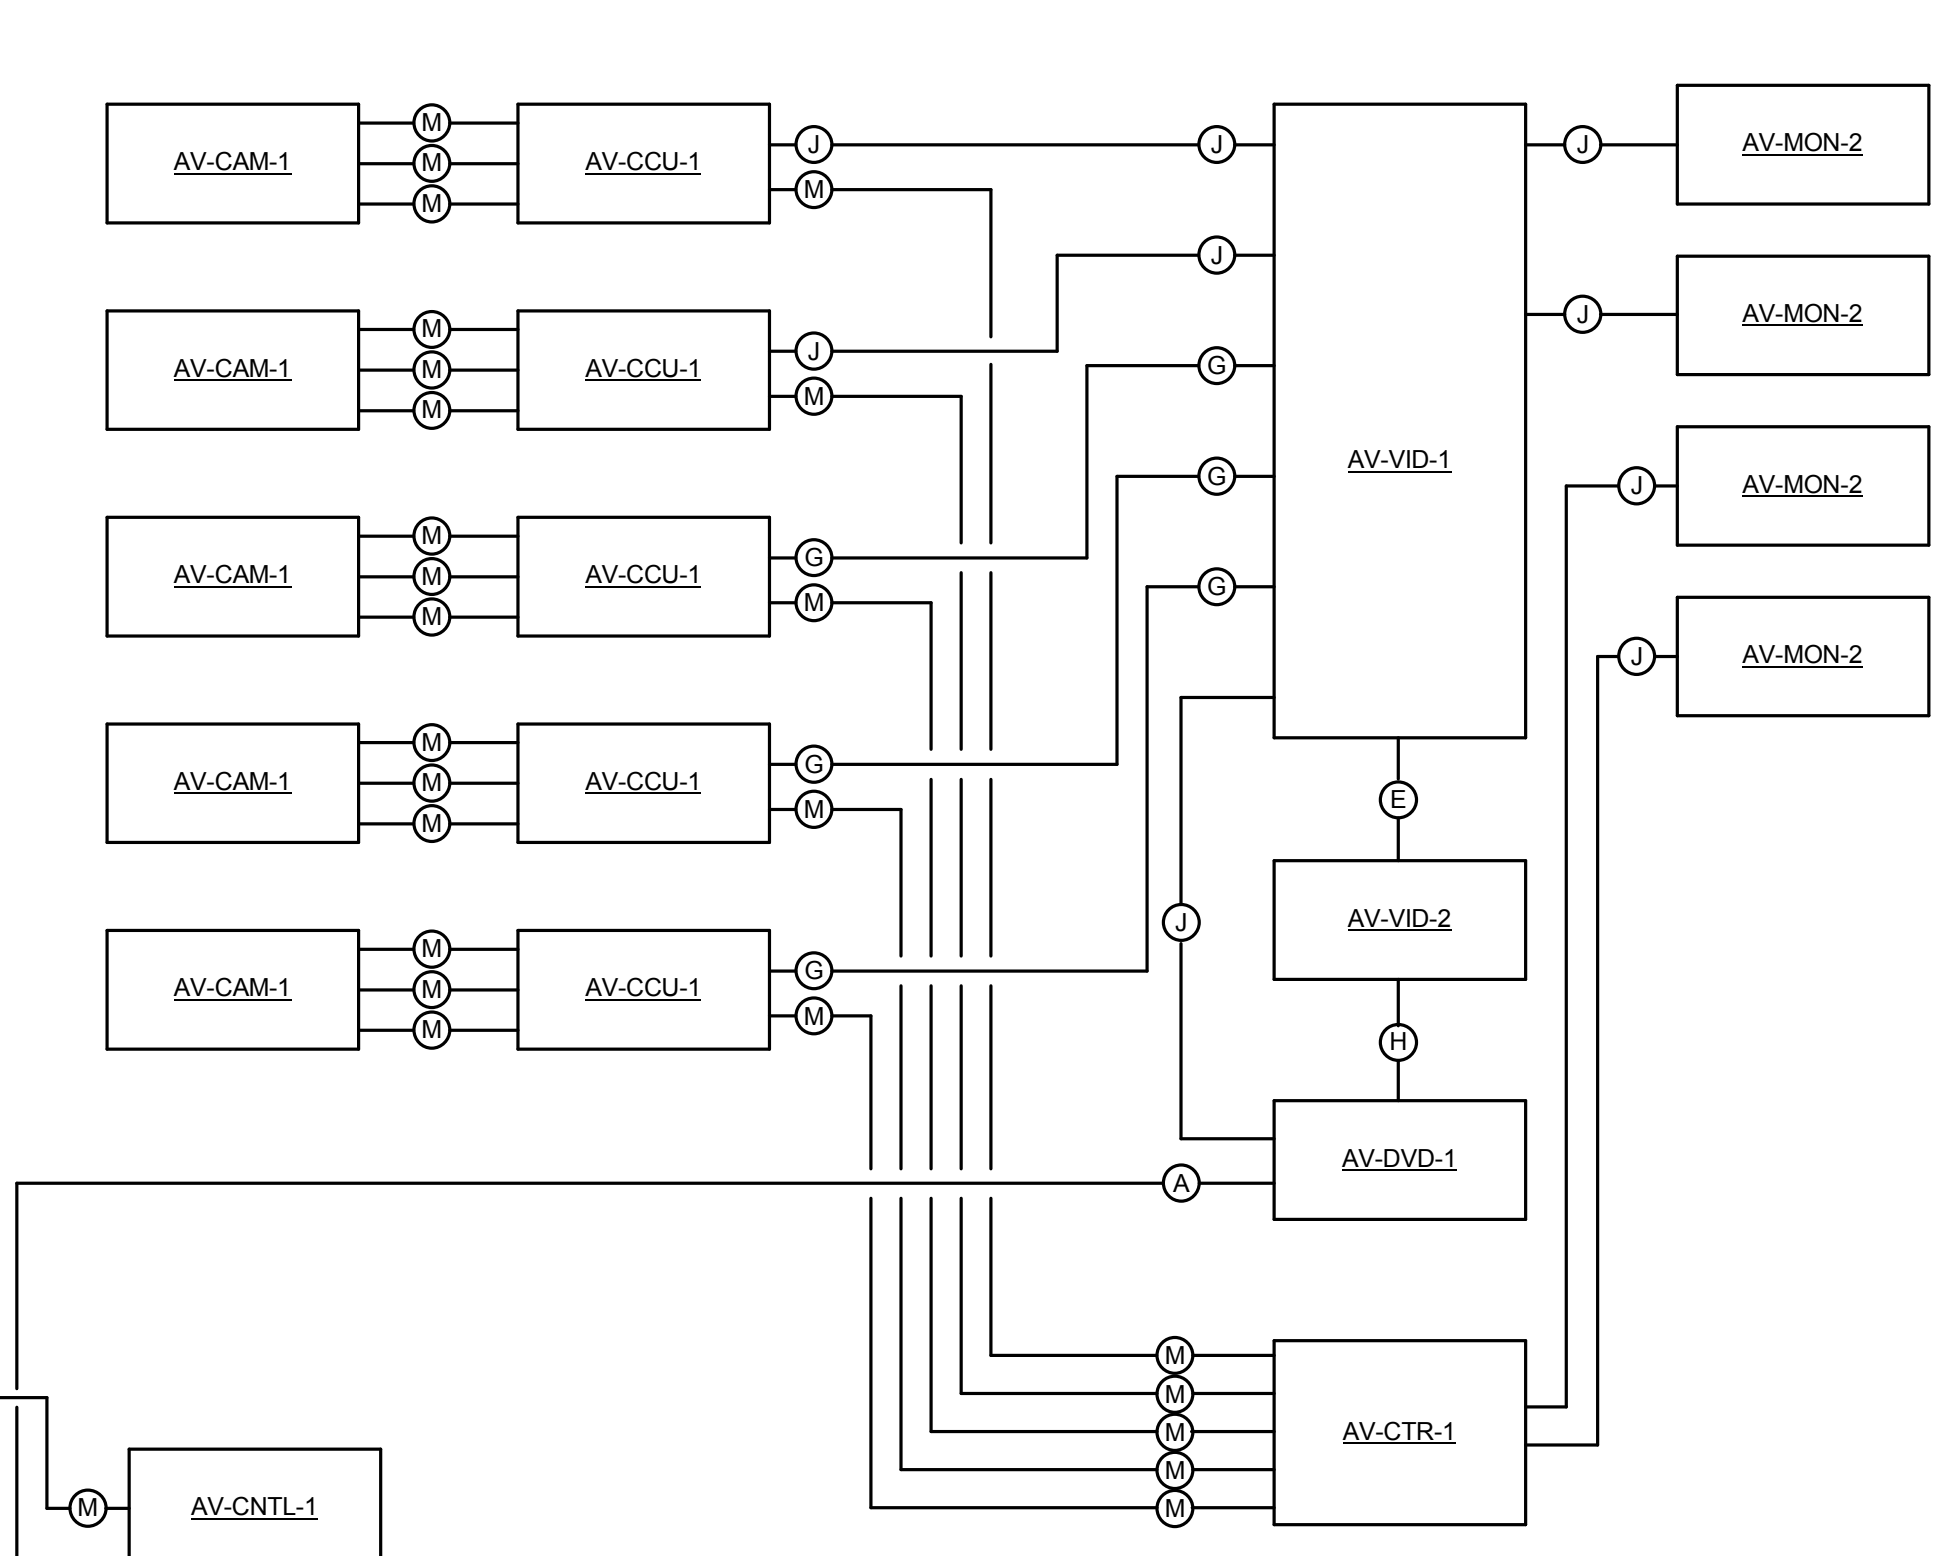 M
AV-CAM-1 M AV-CCU-1 J J AV-VID-1 J AV-MON-2
M M
J
M
AV-CAM-1 M AV-CCU-1 J J AV-MON-2
M M
G
G J AV-MON-2
M
AV-CAM-1 M AV-CCU-1 G G
M M
J AV-MON-2
M
AV-CAM-1 M AV-CCU-1 G E
M M
M
AV-CAM-1 M AV-CCU-1 G J AV-VID-2
M M
H
A AV-DVD-1
M
M
M AV-CTR-1
M
M AV-CNTL-1 M